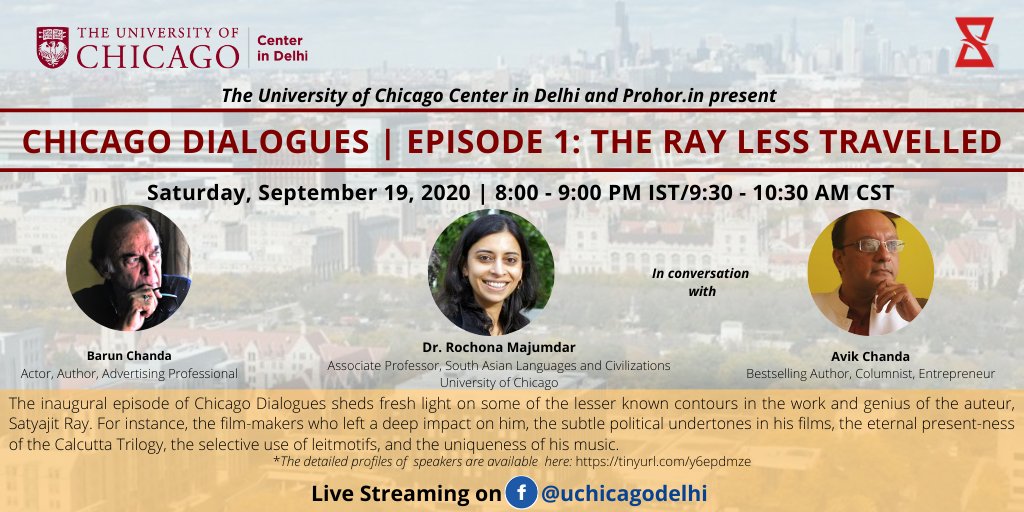 THE UNIVERSITY OF
CHICAGO
Center
in Delhi
The University of Chicago Center in Delhi and Prohor.in present
CHICAGO DIALOGUES | EPISODE 1: THE RAY LESS TRAVELLED
Saturday, September 19, 2020 | 8:00 - 9:00 PM IST/9:30 - 10:30 AM CST
Barun Chanda
Actor, Author, Advertising Professional
Dr. Rochona Majumdar
Associate Professor, South Asian Languages and Civilizations
University of Chicago
In conversation
with
Avik Chanda
Bestselling Author, Columnist, Entrepreneur
The inaugural episode of Chicago Dialogues sheds fresh light on some of the lesser known contours in the work and genius of the auteur,
Satyajit Ray. For instance, the film-makers who left a deep impact on him, the subtle political undertones in his films, the eternal present-ness
of the Calcutta Trilogy, the selective use of leitmotifs, and the uniqueness of his music.
*The detailed profiles of speakers are available here: https://tinyurl.com/y6epdmze
Live Streaming on f @uchicagodelhi